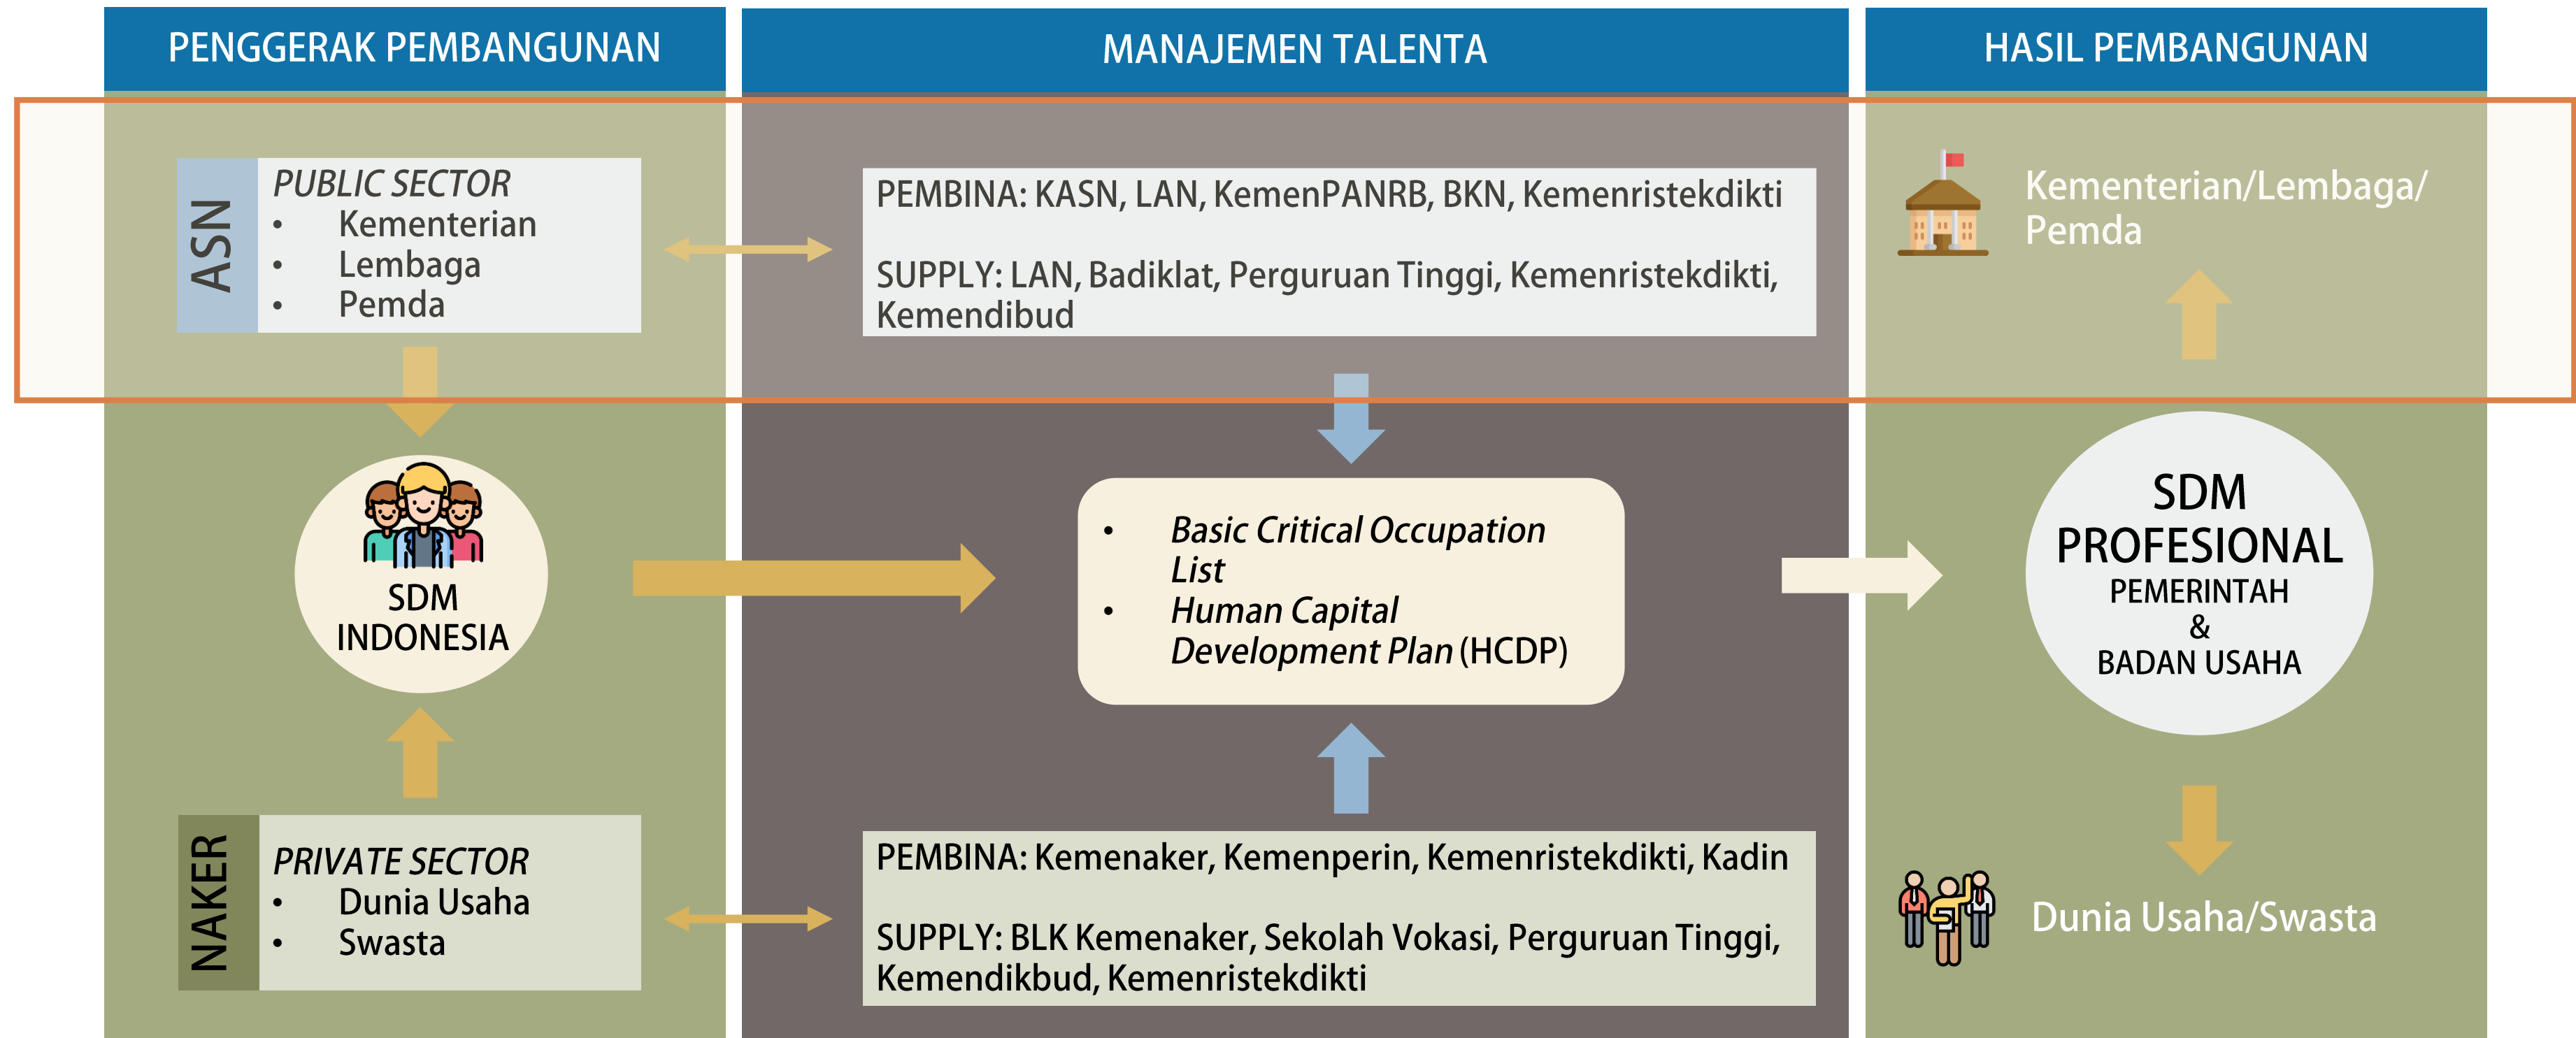 PENGGERAK PEMBANGUNAN
ASN
PUBLIC SECTOR
• Kementerian
• Lembaga
• Pemda
SDM
INDONESIA
NAKER
PRIVATE SECTOR
• Dunia Usaha
• Swasta
MANAJEMEN TALENTA
PEMBINA: KASN, LAN, KemenPANRB, BKN, Kemenristekdikti
SUPPLY: LAN, Badiklat, Perguruan Tinggi, Kemenristekdikti,
Kemendibud
• Basic Critical Occupation
List
• Human Capital
Development Plan (HCDP)
PEMBINA: Kemenaker, Kemenperin, Kemenristekdikti, Kadin
SUPPLY: BLK Kemenaker, Sekolah Vokasi, Perguruan Tinggi,
Kemendikbud, Kemenristekdikti
HASIL PEMBANGUNAN
Kementerian/Lembaga/
Pemda
SDM
PROFESIONAL
PEMERINTAH
&
BADAN USAHA
Dunia Usaha/Swasta